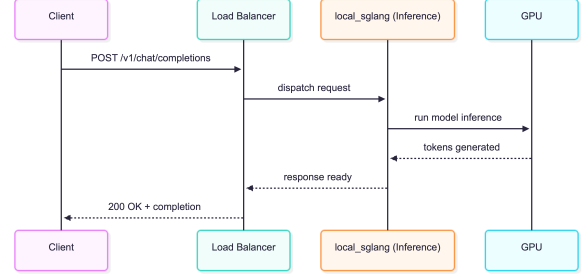 Client
Load Balancer
local_sglang (Inference)
GPU
POST /v1/chat/completions
dispatch request
run model inference
tokens generated
response ready
200 OK + completion
Client
Load Balancer
local_sglang (Inference)
GPU